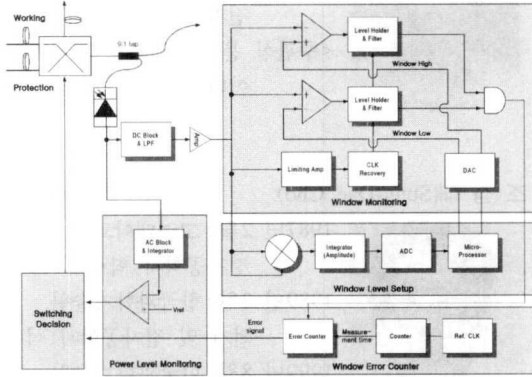 Working
9:1 tap
Protection
Level Holder
& Filter
Window High
Level Holder
& Filter
DC Block
& LPF
Amp
Window Low
Limiting Amp
CLK
Recovery
DAC
Window Monitoring
AC Block
& Integrator
Integrator
(Amplitude)
ADC
Micro-
Processor
Window Level Setup
Switching
Decision
Vref
Power Level Monitoring
Error
signal
Error Counter
Measure-
ment time
Counter
Ref. CLK
Window Error Counter